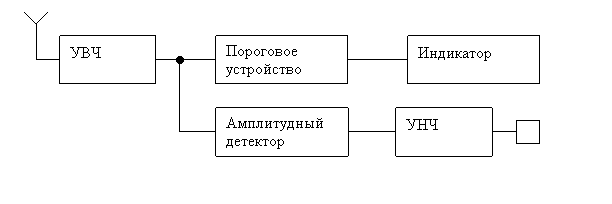 УВЧ
Пороговое
устройство
Индикатор
Амплитудный
детектор
УНЧ